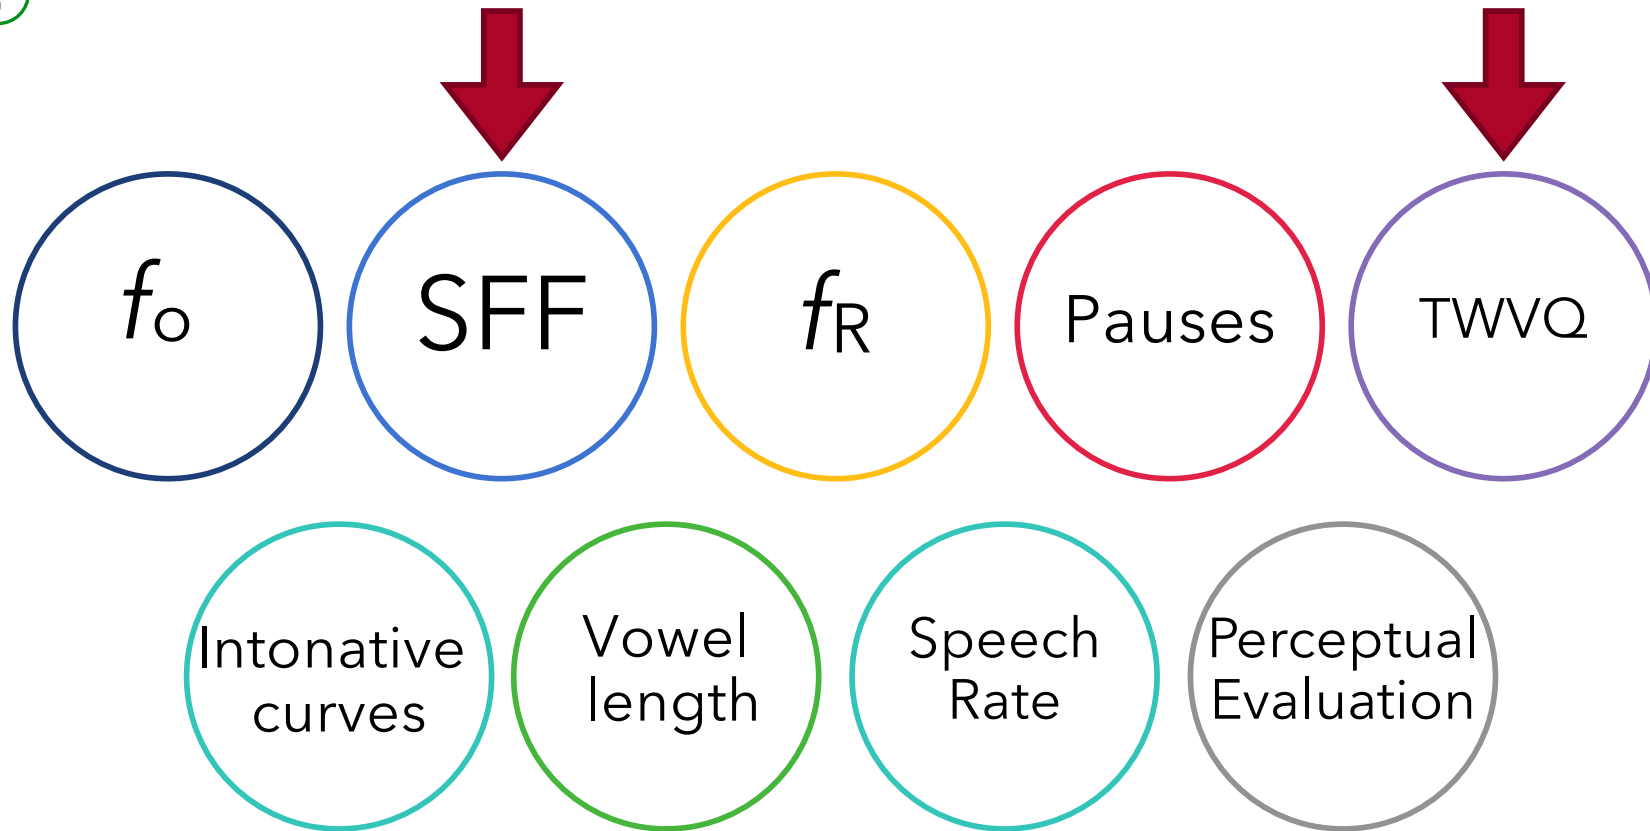 fo
SFF
fR
Pauses
TWVQ
Intonative
curves
Vowel
length
Speech
Rate
Perceptual
Evaluation